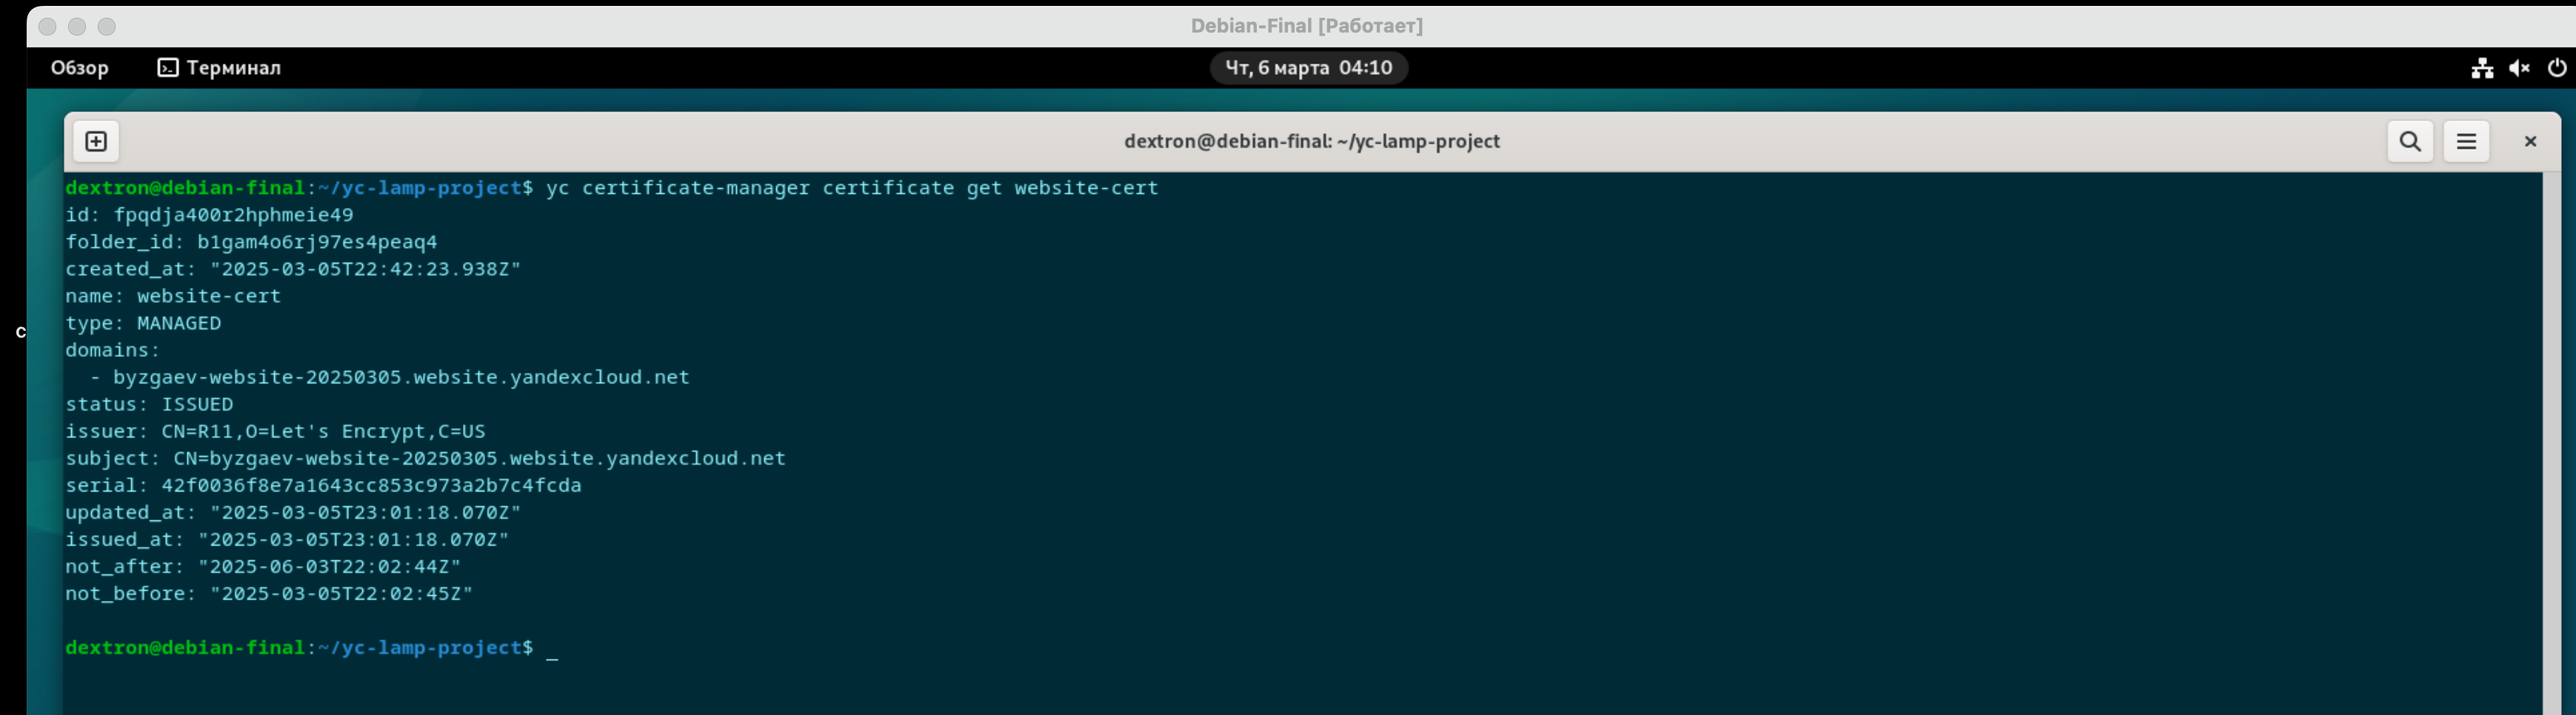 Debian-Final [Работает]
Обзор Терминал Чт, 6 марта 04:10
dextron@debian-final: ~/yc-lamp-project
dextron@debian-final:~/yc-lamp-project$ yc certificate-manager certificate get website-cert
id: fpqdja400r2hphmeie49
folder_id: b1gam4o6rj97es4peaq4
created_at: "2025-03-05T22:42:23.938Z"
name: website-cert
type: MANAGED
domains:
  - byzgaev-website-20250305.website.yandexcloud.net
status: ISSUED
issuer: CN=R11,O=Let's Encrypt,C=US
subject: CN=byzgaev-website-20250305.website.yandexcloud.net
serial: 42f0036f8e7a1643cc853c973a2b7c4fcda
updated_at: "2025-03-05T23:01:18.070Z"
issued_at: "2025-03-05T23:01:18.070Z"
not_after: "2025-06-03T22:02:44Z"
not_before: "2025-03-05T22:02:45Z"
dextron@debian-final:~/yc-lamp-project$ _